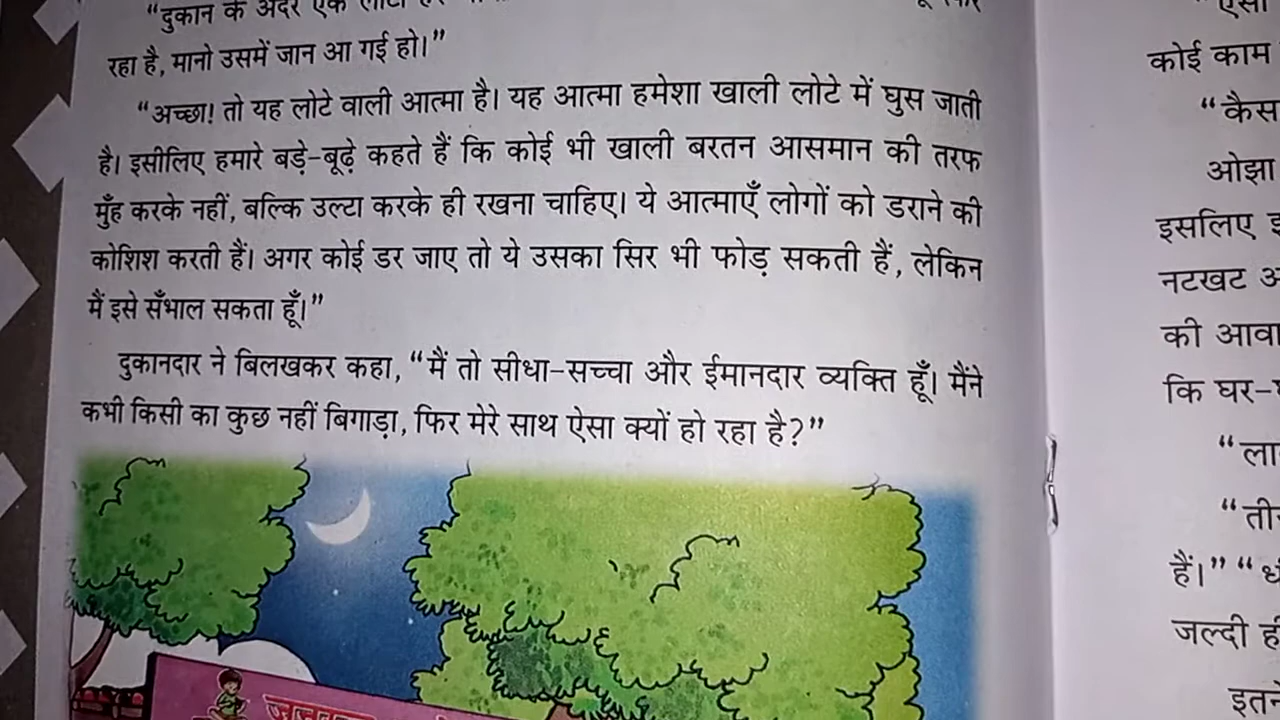 “दुकान के अंदर एक लोटा
रहा है, मानो उसमें जान आ गई हो।”
“अच्छा! तो यह लोटे वाली आत्मा है। यह आत्मा हमेशा खाली लोटे में घुस जाती
है। इसीलिए हमारे बड़े-बूढ़े कहते हैं कि कोई भी खाली बरतन आसमान की तरफ
मुँह करके नहीं, बल्कि उल्टा करके ही रखना चाहिए। ये आत्माएँ लोगों को डराने की
कोशिश करती हैं। अगर कोई डर जाए तो ये उसका सिर भी फोड़ सकती हैं, लेकिन
मैं इसे सँभाल सकता हूँ।”
दुकानदार ने बिलखकर कहा, “मैं तो सीधा-सच्चा और ईमानदार व्यक्ति हूँ। मैंने
कभी किसी का कुछ नहीं बिगाड़ा, फिर मेरे साथ ऐसा क्यों हो रहा है?”
कोई काम
ओझा
इसलिए
नटखट
की
कि घर-
हैं।”
जल्दी